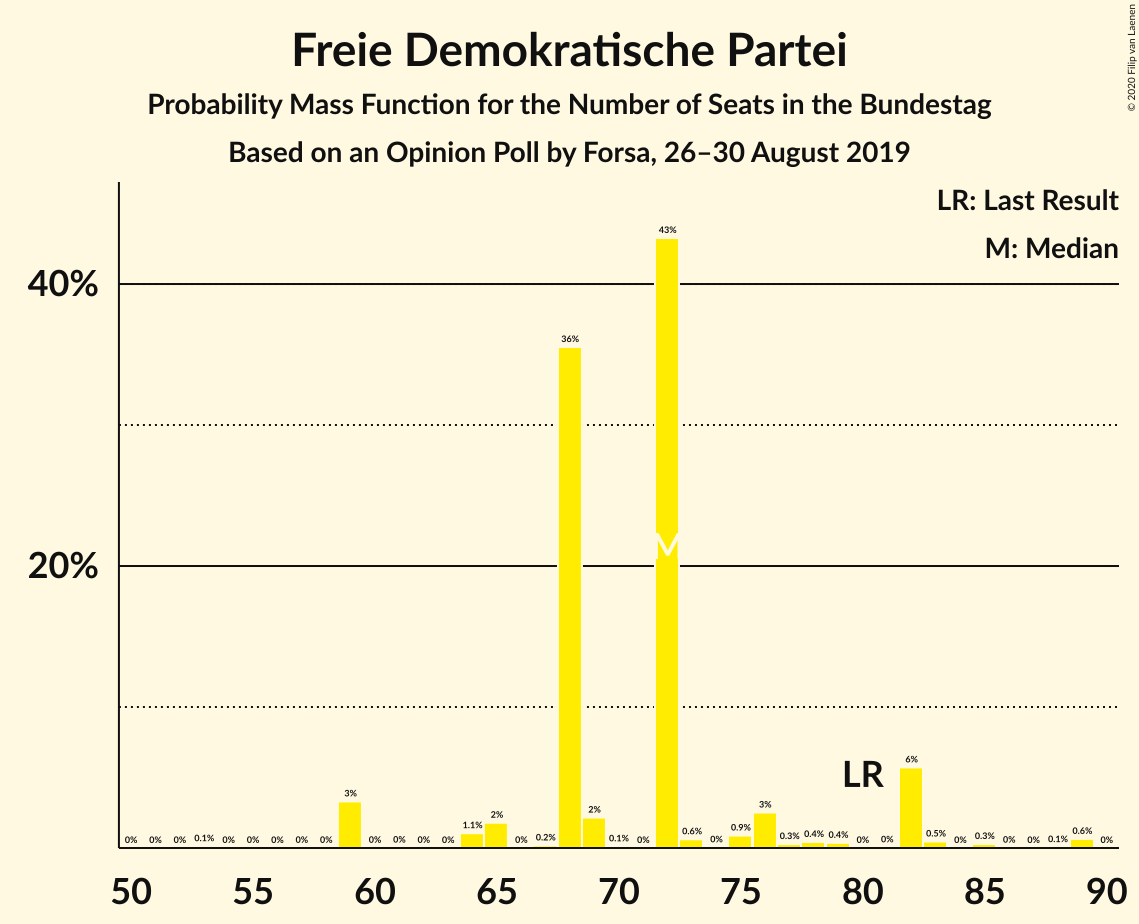 Freie Demokratische Partei
Probability Mass Function for the Number of Seats in the Bundestag
Based on an Opinion Poll by Forsa, 26–30 August 2019
© 2020 Filip van Laenen
LR: Last Result
M: Median
40%
20%
0% 0% 0% 0.1% 0% 0% 0% 0% 0% 3% 0% 0% 0% 0% 1.1% 2% 0% 0.2% 36% 2% 0.1% 0% 43% 0.6% 0% 0.9% 3% 0.3% 0.4% 0.4% 0% 0% 6% 0.5% 0% 0.3% 0% 0% 0.1% 0.6% 0%
M
LR
50 55 60 65 70 75 80 85 90